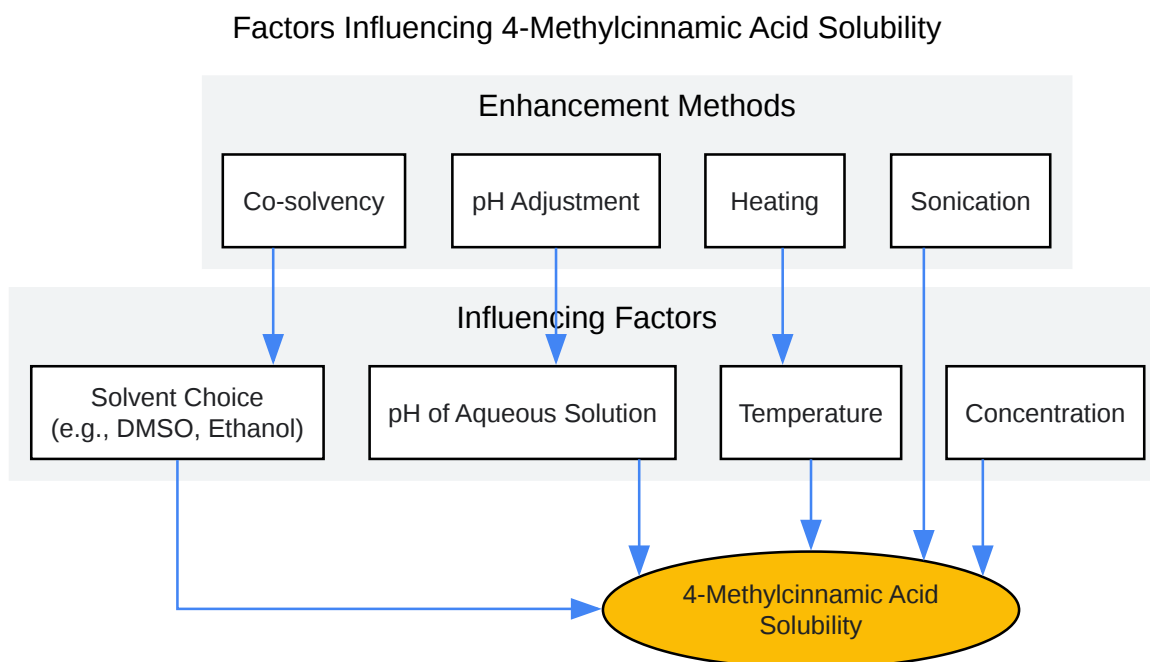 Factors Influencing 4-Methylcinnamic Acid Solubility
Enhancement Methods
Co-solvency
pH Adjustment
Heating
Sonication
Influencing Factors
Solvent Choice
(e.g., DMSO, Ethanol)
pH of Aqueous Solution
Temperature
Concentration
4-Methylcinnamic Acid
Solubility